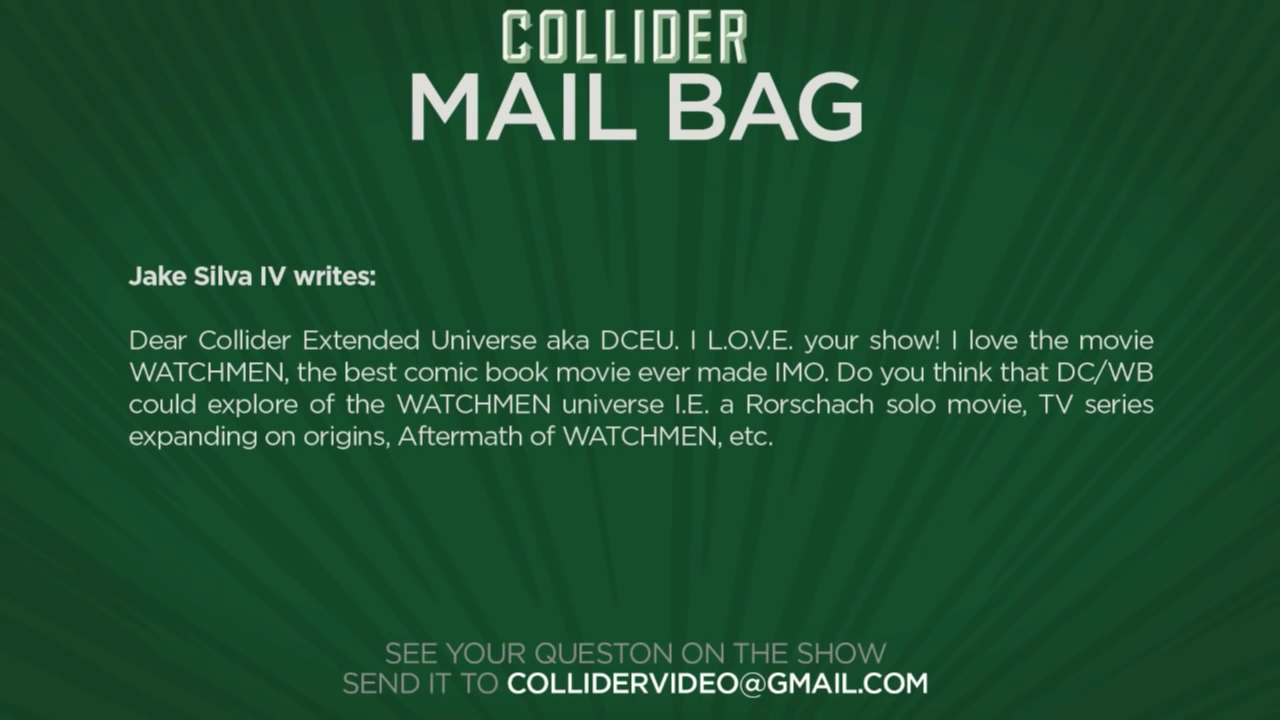 COLLIDER
MAIL BAG
Jake Silva IV writes:
Dear Collider Extended Universe aka DCEU. I L.O.V.E. your show! I love the movie
WATCHMEN, the best comic book movie ever made IMO. Do you think that DC/WB
could explore of the WATCHMEN universe I.E. a Rorschach solo movie, TV series
expanding on origins, Aftermath of WATCHMEN, etc.
SEE YOUR QUESTON ON THE SHOW
SEND IT TO COLLIDERVIDEO@GMAIL.COM